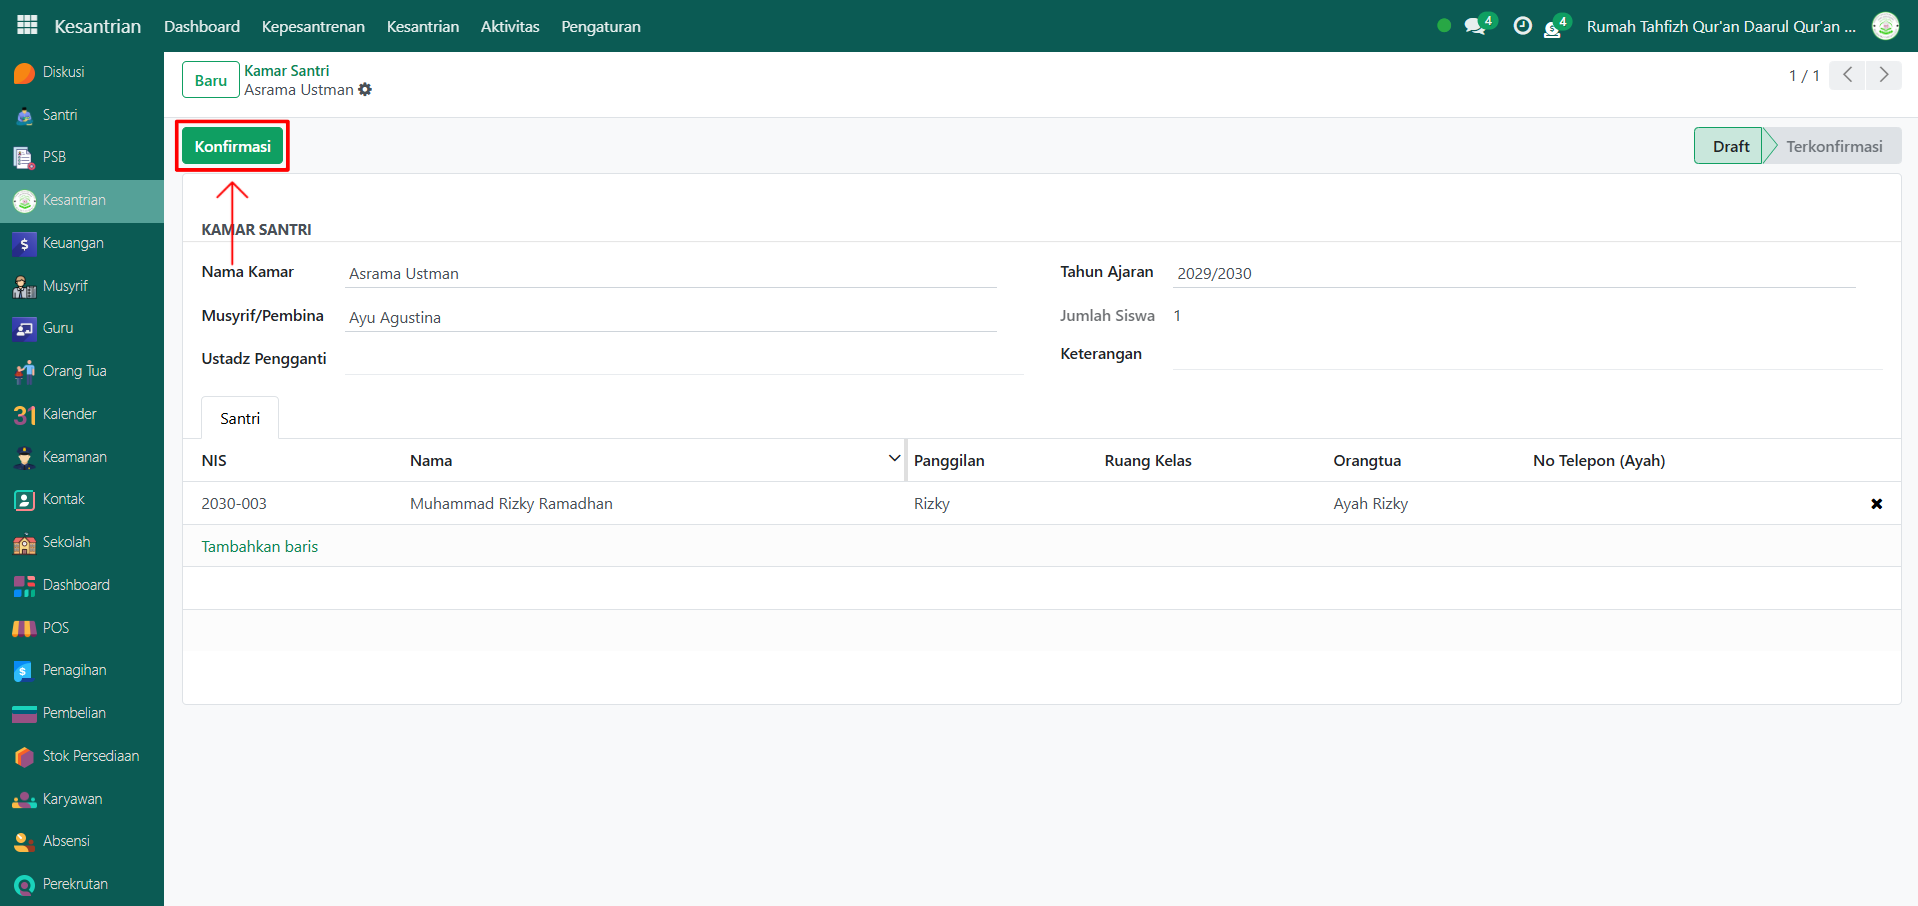 Kesantrian Dashboard Kepesantrenan Kesantrian Aktivitas Pengaturan 4 4 Rumah Tahfizh Qur'an Daarul Qur'an ...
Diskusi
Santri
PSB
Kesantrian
Keuangan
Musyrif
Guru
Orang Tua
31 Kalender
Keamanan
Kontak
Sekolah
Dashboard
POS
Penagihan
Pembelian
Stok Persediaan
Karyawan
Absensi
Perekrutan
Baru Kamar Santri 1 / 1
Asrama Ustman
Konfirmasi Draft Terkonfirmasi
KAMAR SANTRI
Nama Kamar Asrama Ustman Tahun Ajaran 2029/2030
Musyrif/Pembina Ayu Agustina Jumlah Siswa 1
Ustadz Pengganti Keterangan
Santri
NIS Nama Panggilan Ruang Kelas Orangtua No Telepon (Ayah)
2030-003 Muhammad Rizky Ramadhan Rizky Ayah Rizky
Tambahkan baris